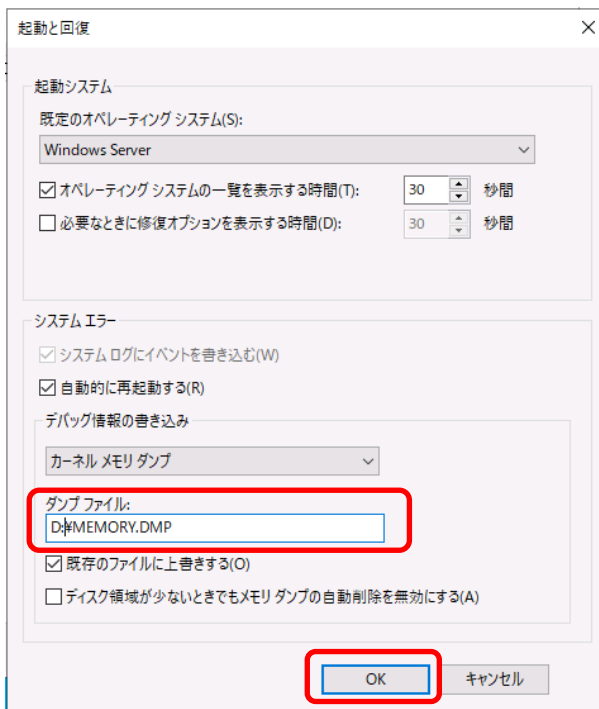 起動と回復
起動システム
既定のオペレーティング システム(S):
Windows Server
オペレーティング システムの一覧を表示する時間(T): 30 秒間
必要なときに修復オプションを表示する時間(D): 30 秒間
システム エラー
システム ログにイベントを書き込む(W)
自動的に再起動する(R)
デバッグ情報の書き込み
カーネル メモリ ダンプ
ダンプ ファイル:
D:¥MEMORY.DMP
既存のファイルに上書きする(O)
ディスク領域が少ないときでもメモリ ダンプの自動削除を無効にする(A)
OK キャンセル